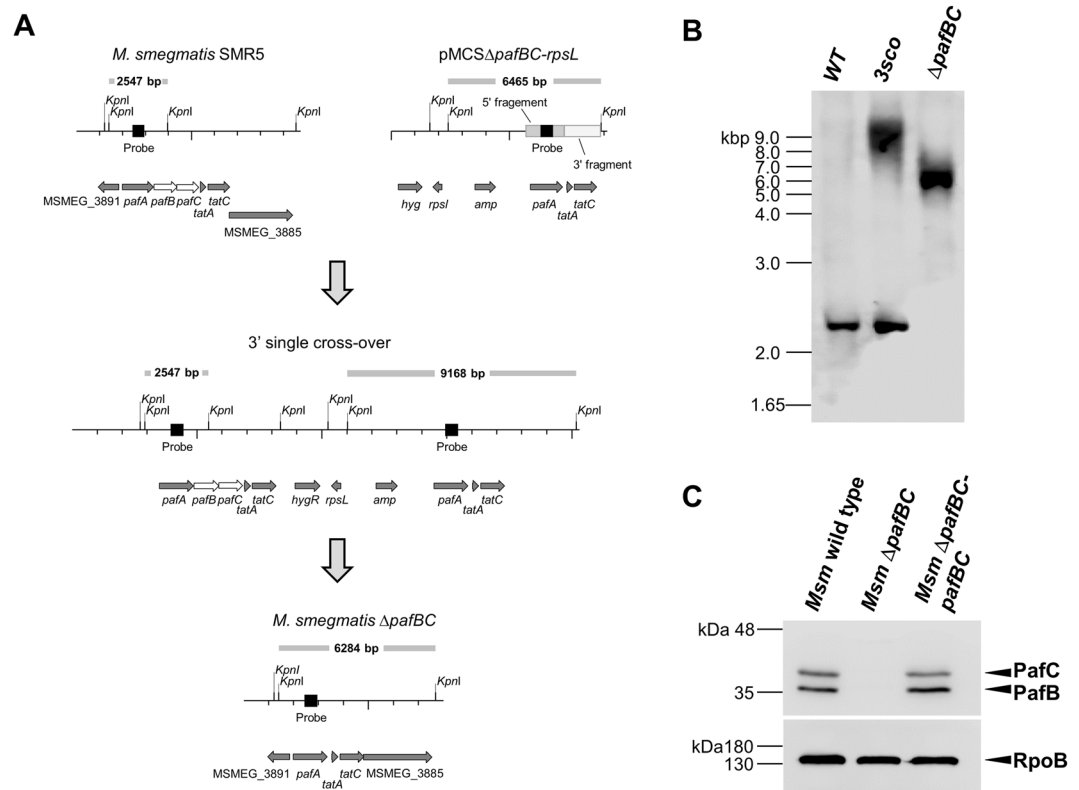 A
M. smegmatis SMR5
2547 bp
KpnI
KpnI
KpnI
KpnI
Probe
MSMEG_3891
pafA
pafB
pafC
tatA
tatC
MSMEG_3885
pMCSΔpafBC-rpsL
6465 bp
KpnI
KpnI
KpnI
5' fragement
Probe
3' fragment
hyg
rpsl
amp
pafA
tatA
tatC
3' single cross-over
2547 bp
9168 bp
KpnI
KpnI
KpnI
KpnI
KpnI
KpnI
KpnI
Probe
Probe
pafA
pafB
pafC
tatA
tatC
hygR
rpsL
amp
pafA
tatA
tatC
M. smegmatis ΔpafBC
6284 bp
KpnI
KpnI
KpnI
Probe
MSMEG_3891
pafA
tatA
tatC
MSMEG_3885
B
WT
3sco
ΔpafBC
kbp 9.0
8.0
7.0
6.0
5.0
4.0
3.0
2.0
1.65
C
Msm wild type
Msm ΔpafBC
Msm ΔpafBC-
pafBC
kDa 48
35
PafC
PafB
kDa180
130
RpoB